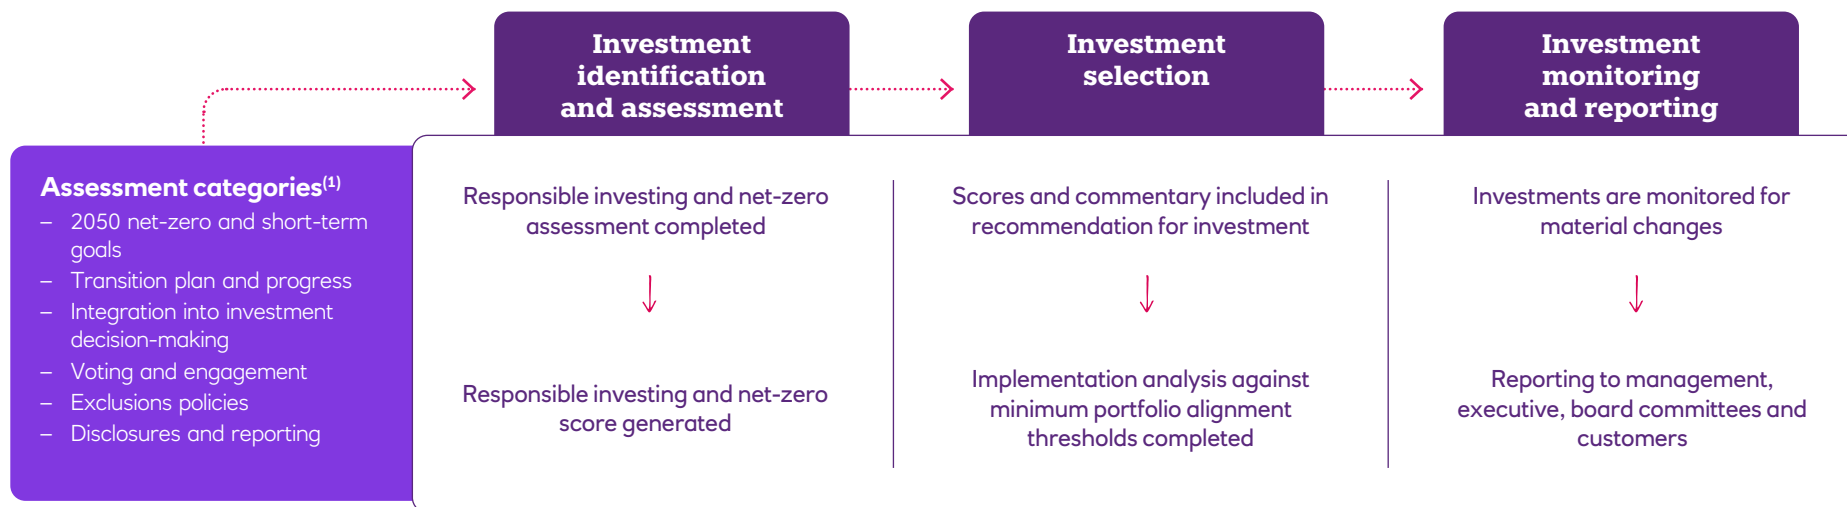 Investment
identification
and assessment
Investment
selection
Investment
monitoring
and reporting
Assessment categories(1)
– 2050 net-zero and short-term
goals
– Transition plan and progress
– Integration into investment
decision-making
– Voting and engagement
– Exclusions policies
– Disclosures and reporting
Responsible investing and net-zero
assessment completed
Responsible investing and net-zero
score generated
Scores and commentary included in
recommendation for investment
Implementation analysis against
minimum portfolio alignment
thresholds completed
Investments are monitored for
material changes
Reporting to management,
executive, board committees and
customers